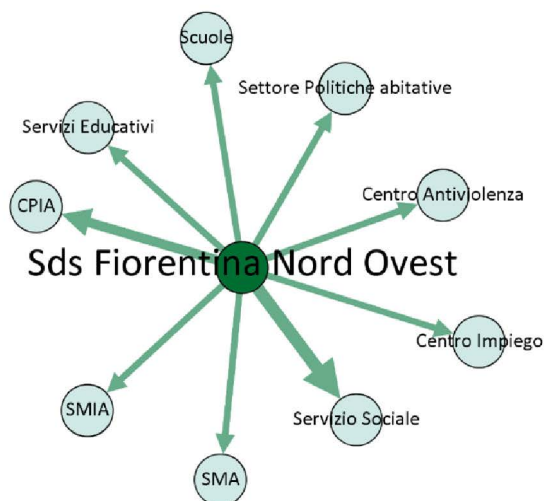 Scuole
Settore Politiche abitative
Servizi Educativi
Centro Antiviolenza
CPIA
Sds Fiorentina Nord Ovest
Centro Impiego
SMIA
Servizio Sociale
SMA